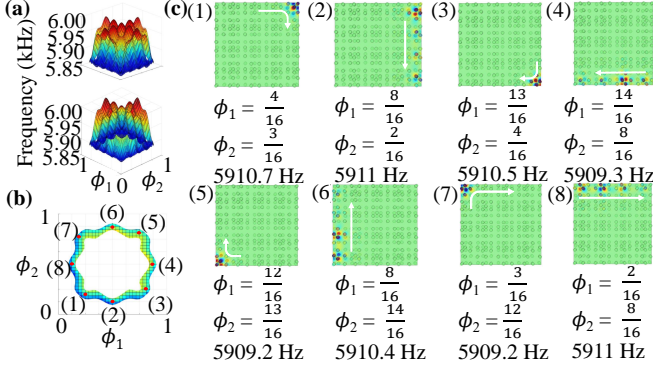 (a)
6.00
5.95
5.90
5.85
6.00
5.95
5.90
5.85
Frequency (kHz)
1
0
1
ϕ₁
ϕ₂
(b)
1
ϕ₂
0
0
ϕ₁
1
(6)
(5)
(7)
(8)
(4)
(1)
(2)
(3)
(c)
(1)
ϕ₁ = 4/16
ϕ₂ = 3/16
5910.7 Hz
(2)
ϕ₁ = 8/16
ϕ₂ = 2/16
5911 Hz
(3)
ϕ₁ = 13/16
ϕ₂ = 4/16
5910.5 Hz
(4)
ϕ₁ = 14/16
ϕ₂ = 8/16
5909.3 Hz
(5)
ϕ₁ = 12/16
ϕ₂ = 13/16
5909.2 Hz
(6)
ϕ₁ = 8/16
ϕ₂ = 14/16
5910.4 Hz
(7)
ϕ₁ = 3/16
ϕ₂ = 12/16
5909.2 Hz
(8)
ϕ₁ = 2/16
ϕ₂ = 8/16
5911 Hz